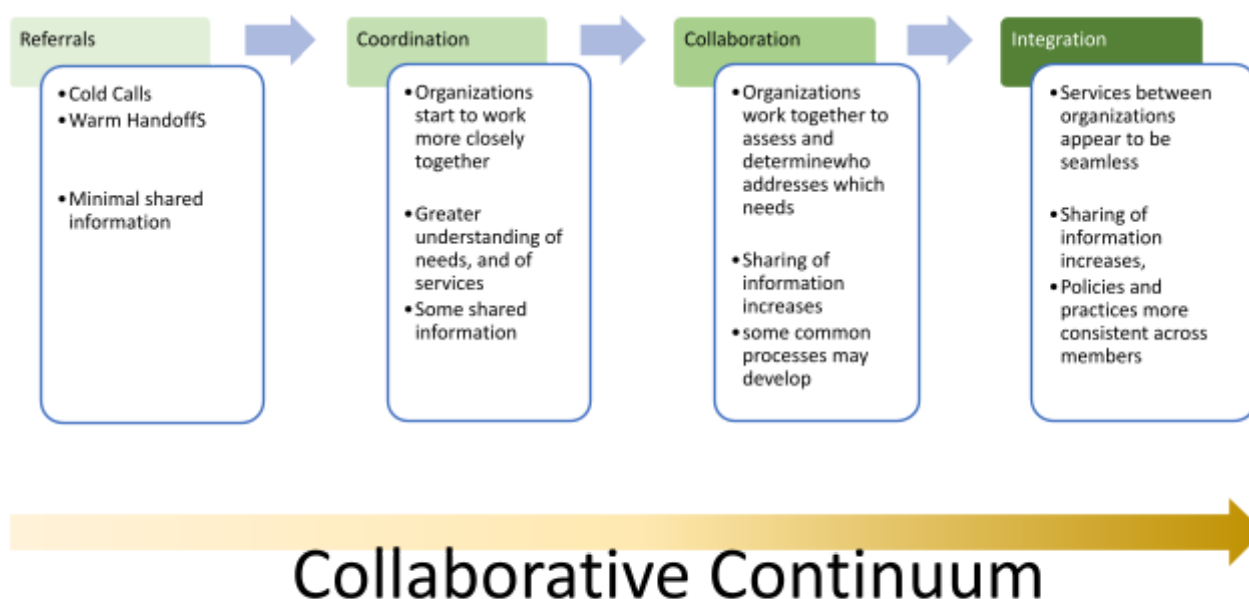 Referrals
• Cold Calls
• Warm HandoffS
• Minimal shared
information
Coordination
• Organizations
start to work
more closely
together
• Greater
understanding of
needs, and of
services
• Some shared
information
Collaboration
• Organizations
work together to
assess and
determinewho
addresses which
needs
• Sharing of
information
increases
• some common
processes may
develop
Integration
• Services between
organizations
appear to be
seamless
• Sharing of
information
increases,
• Policies and
practices more
consistent across
members
Collaborative Continuum